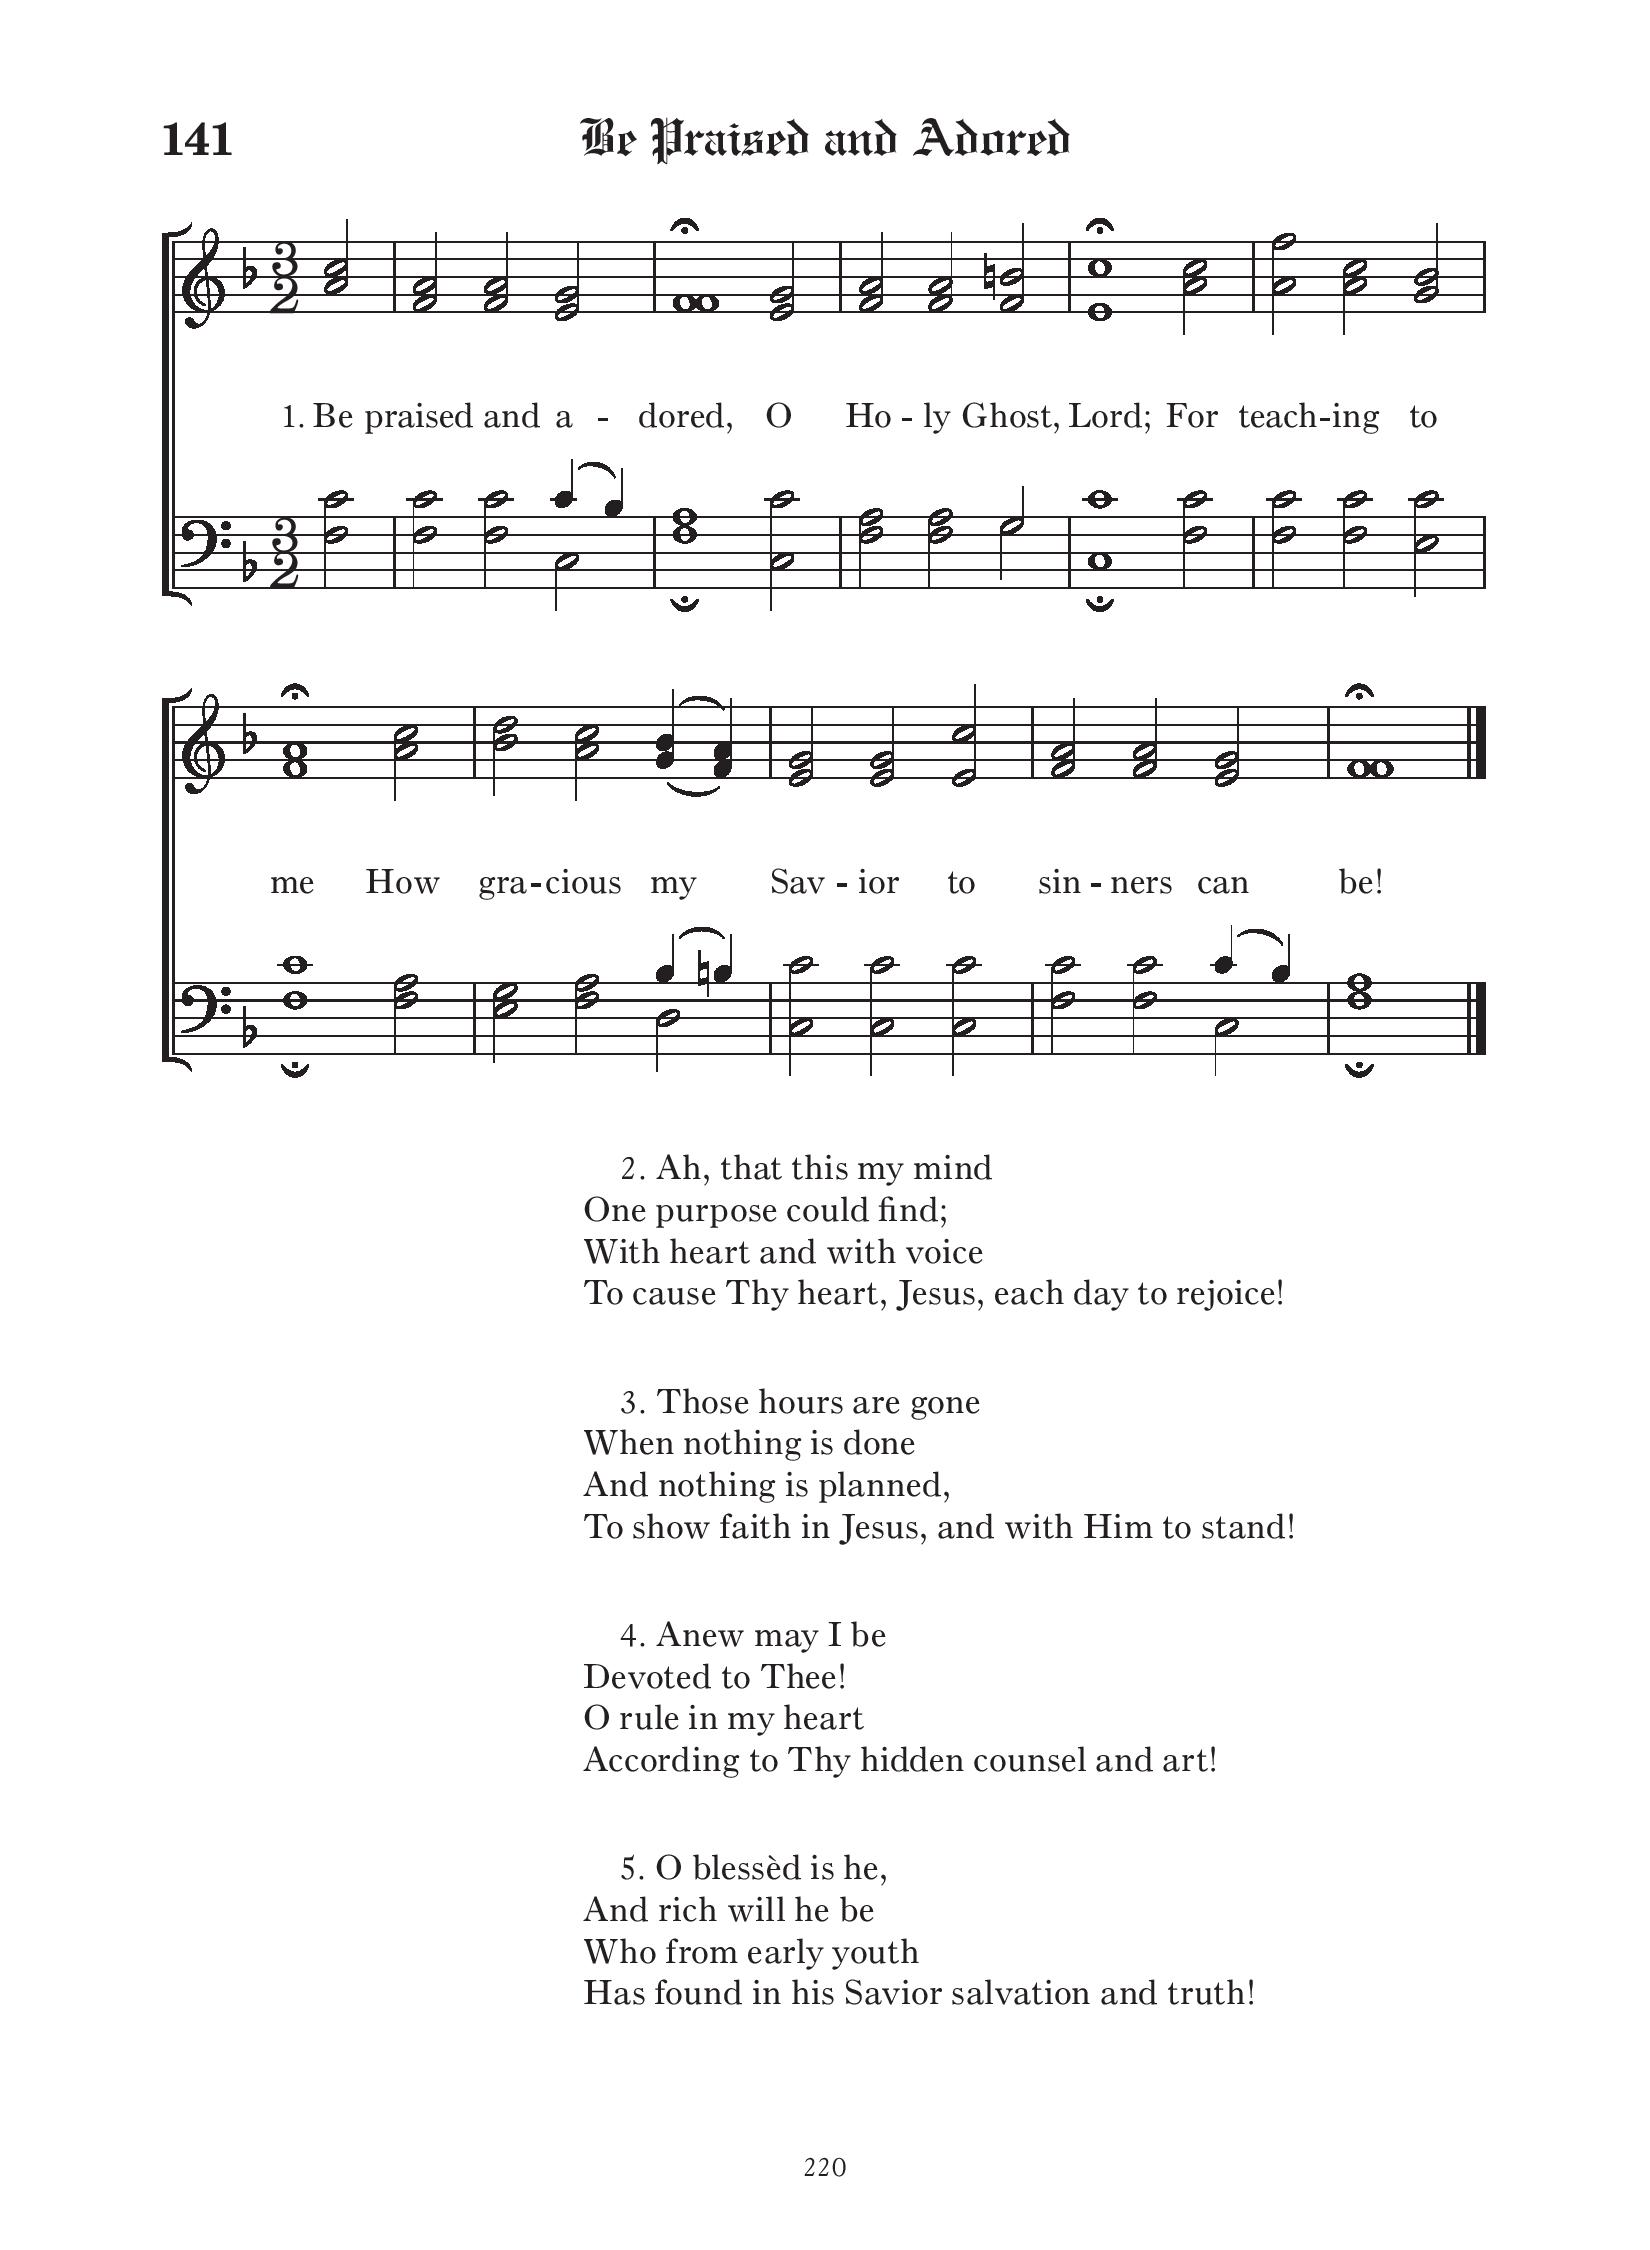 141 Be Praised and Adored
3
2
1. Be praised and a - dored, O Ho - ly Ghost, Lord; For teach-ing to
3
2
me How gra-cious my Sav - ior to sin - ners can be!
2. Ah, that this my mind
One purpose could find;
With heart and with voice
To cause Thy heart, Jesus, each day to rejoice!
3. Those hours are gone
When nothing is done
And nothing is planned,
To show faith in Jesus, and with Him to stand!
4. Anew may I be
Devoted to Thee!
O rule in my heart
According to Thy hidden counsel and art!
5. O blessèd is he,
And rich will he be
Who from early youth
Has found in his Savior salvation and truth!
220